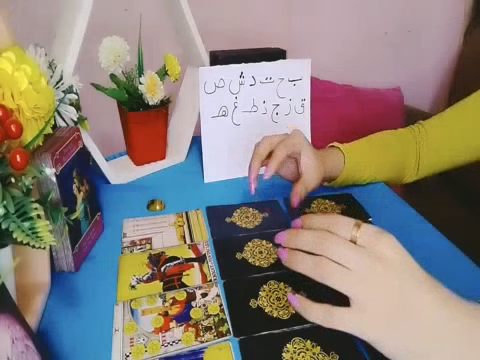 ب ح ت د ش ص
ق ز ج ذ ط غ ه